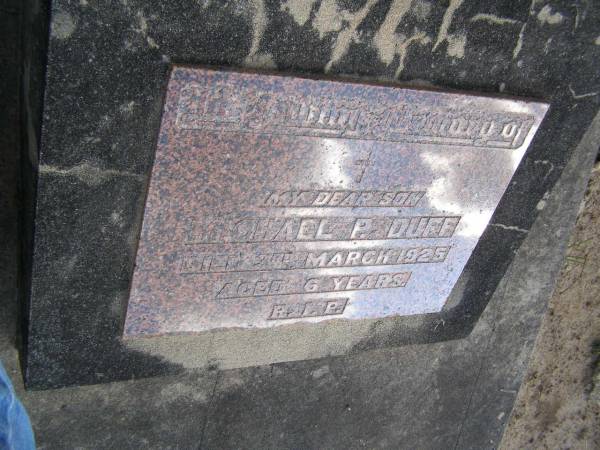 In Loving Memory of
MY DEAR SON
MICHAEL P. DUFF
DIED MARCH 1925
AGED 6 YEARS
R.I.P.